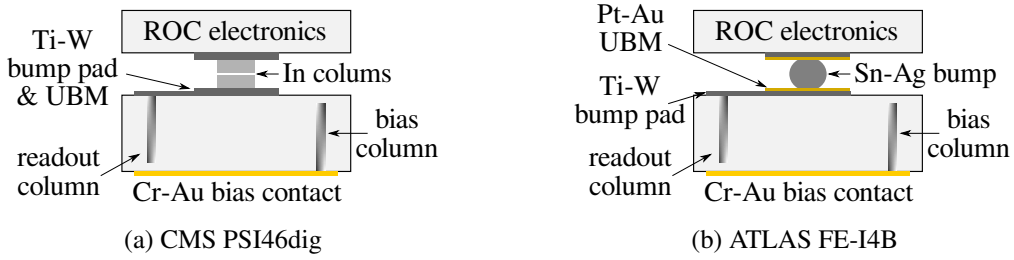 ROC electronics
Ti-W
bump pad
& UBM
In colums
readout
column
bias
column
Cr-Au bias contact
(a) CMS PSI46dig
Pt-Au
UBM
ROC electronics
Ti-W
bump pad
Sn-Ag bump
readout
column
bias
column
Cr-Au bias contact
(b) ATLAS FE-I4B